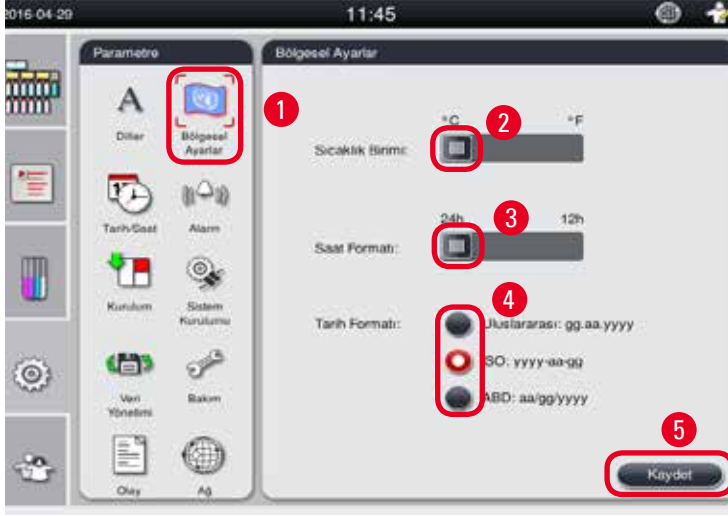 2016-04-29
11:45
Parametre
Diller
Bölgesel
Ayarlar
Tarih/Saat
Alarm
Kurulum
Sistem
Kurulumu
Veri
Yönetimi
Bakım
Olay
Ağ
1
Bölgesel Ayarlar
°C
2
°F
Sıcaklık Birimi:
24h
3
12h
Saat Formatı:
4
Tarih Formatı:
Uluslararası: gg.aa.yyyy
ISO: yyyy-aa-gg
ABD: aa/gg/yyyy
5
Kaydet